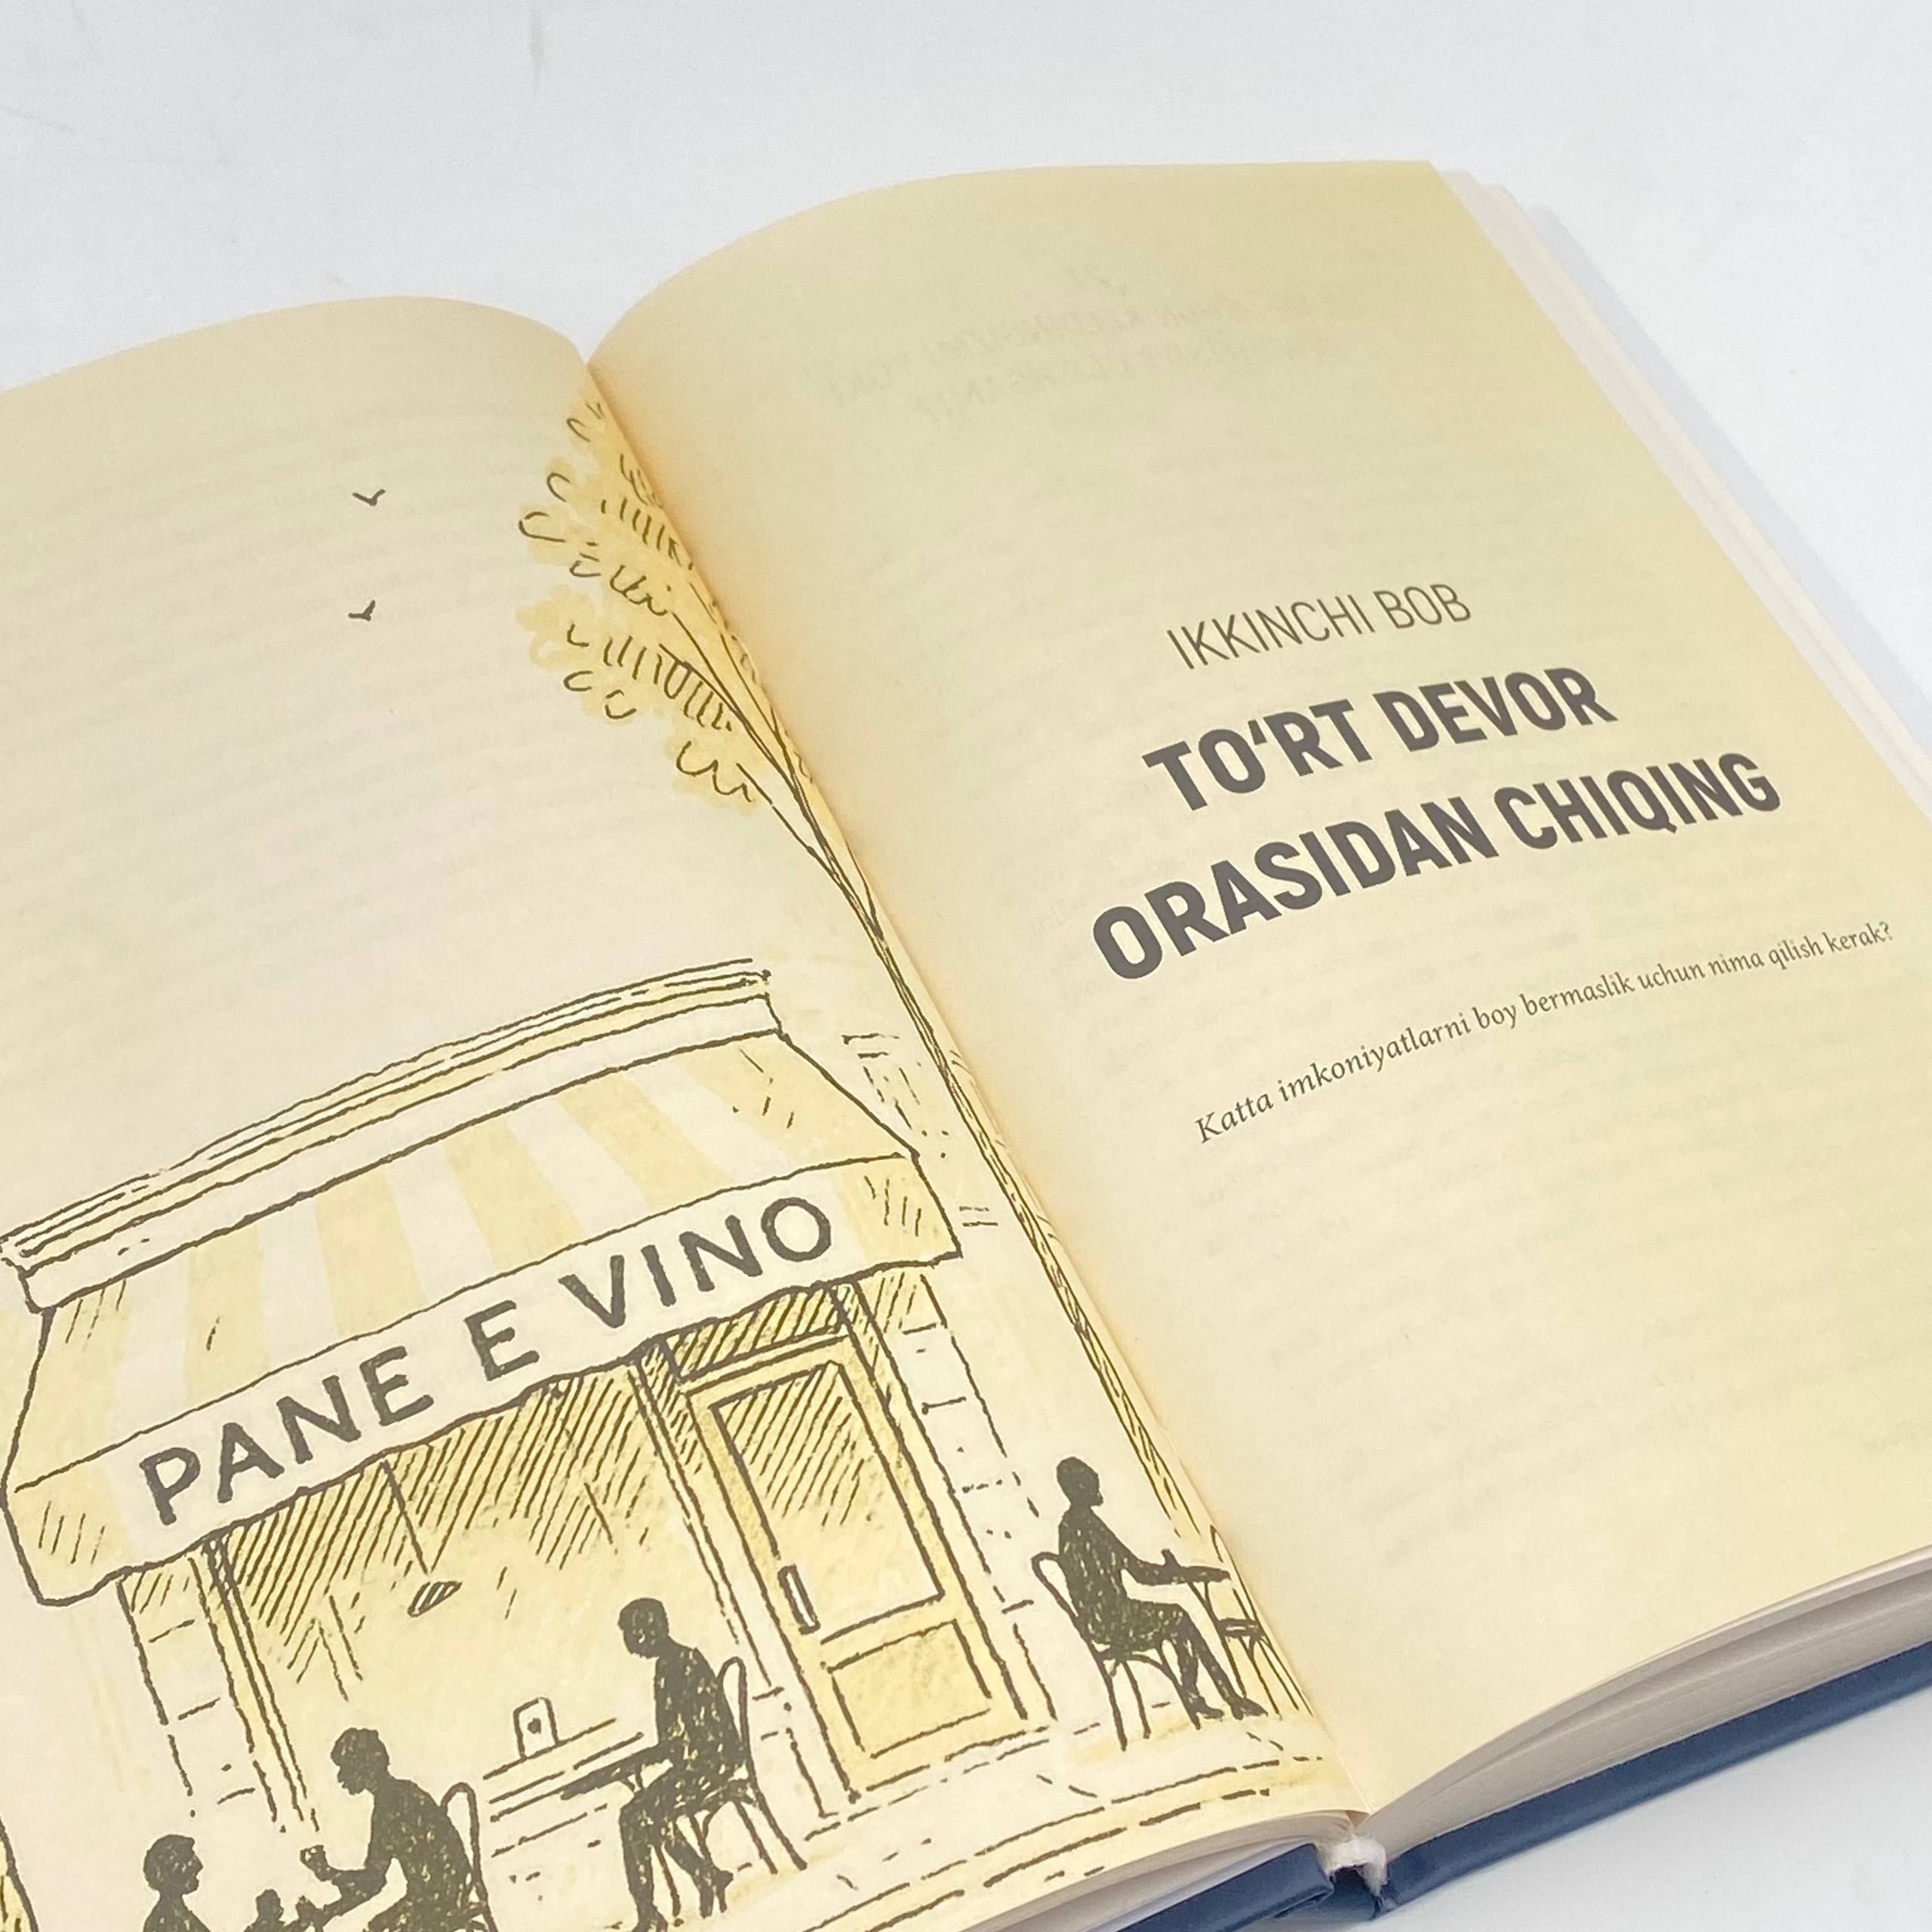 PANE E VINO
IKKINCHI BOB
TO‘RT DEVOR
ORASIDAN CHIQING
Katta imkoniyatlarni boy bermaslik uchun nima qilish kerak?